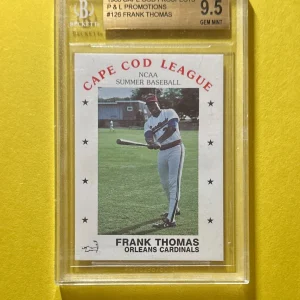 P & L PROMOTIONS
#126 FRANK THOMAS
9.5
GEM MINT
CAPE COD LEAGUE
NCAA
SUMMER BASEBALL
FRANK THOMAS
ORLEANS CARDINALS